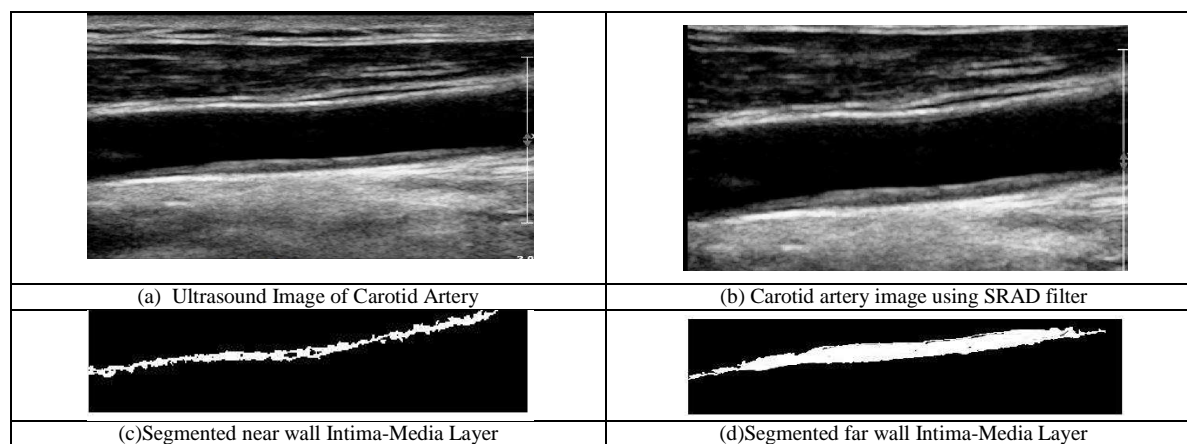 (a) Ultrasound Image of Carotid Artery
(b) Carotid artery image using SRAD filter
(c)Segmented near wall Intima-Media Layer
(d)Segmented far wall Intima-Media Layer